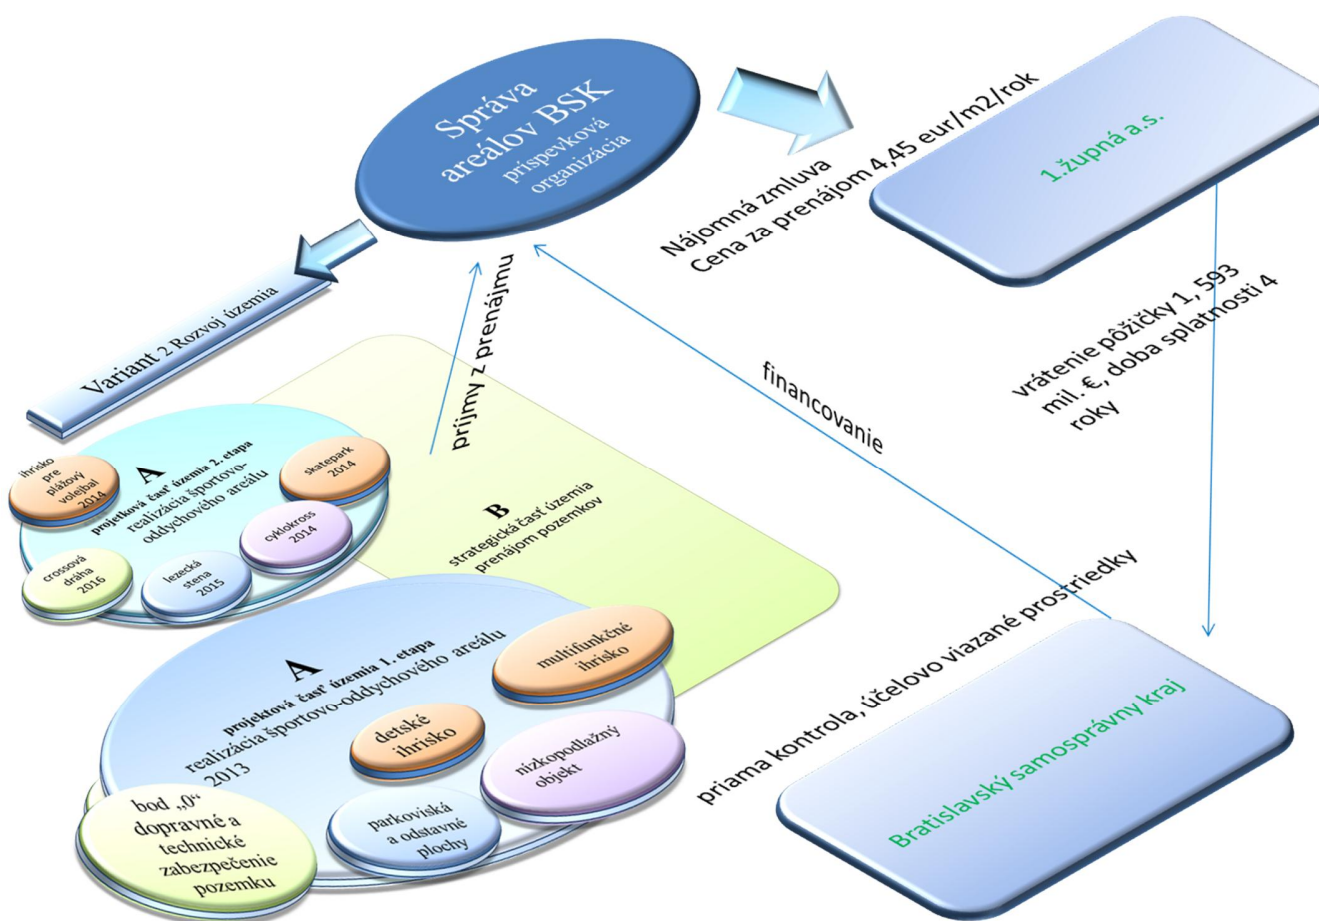 Správa
areálov BSK
príspevková
organizácia
1.župná a.s.
Nájomná zmluva
Cena za prenájom 4,45 eur/m2/rok
Variant 2 Rozvoj územia
príjmy z prenájmu
financovanie
vrátenie pôžičky 1, 593
mil. €, doba splatnosti 4
roky
ihrisko
pre
plážový
volejbal
2014
A
projetková časť územia 2. etapa
realizácia športovo-
oddychového areálu
skatepark
2014
cyklokross
2014
lezecká
stena
2015
crossová
dráha
2016
B
strategická časť územia
prenájom pozemkov
A
projektová časť územia 1. etapa
realizácia športovo-oddychového areálu
2013
multifunkčné
ihrisko
detské
ihrisko
nizkopodlažný
objekt
parkoviská
a odstavné
plochy
bod „0“
dopravné a
technické
zabezpečenie
pozemku
priama kontrola, účelovo viazané prostriedky
Bratislavský samosprávny kraj